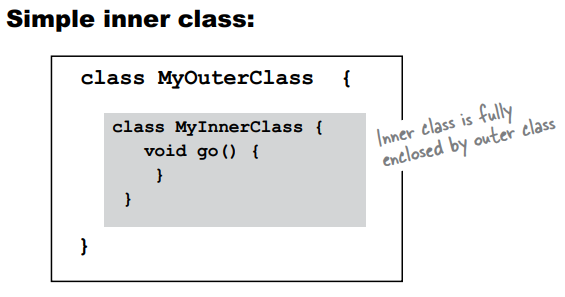 Simple inner class:
class MyOuterClass {
class MyInnerClass {
void go() {
}
}
}
Inner class is fully
enclosed by outer class